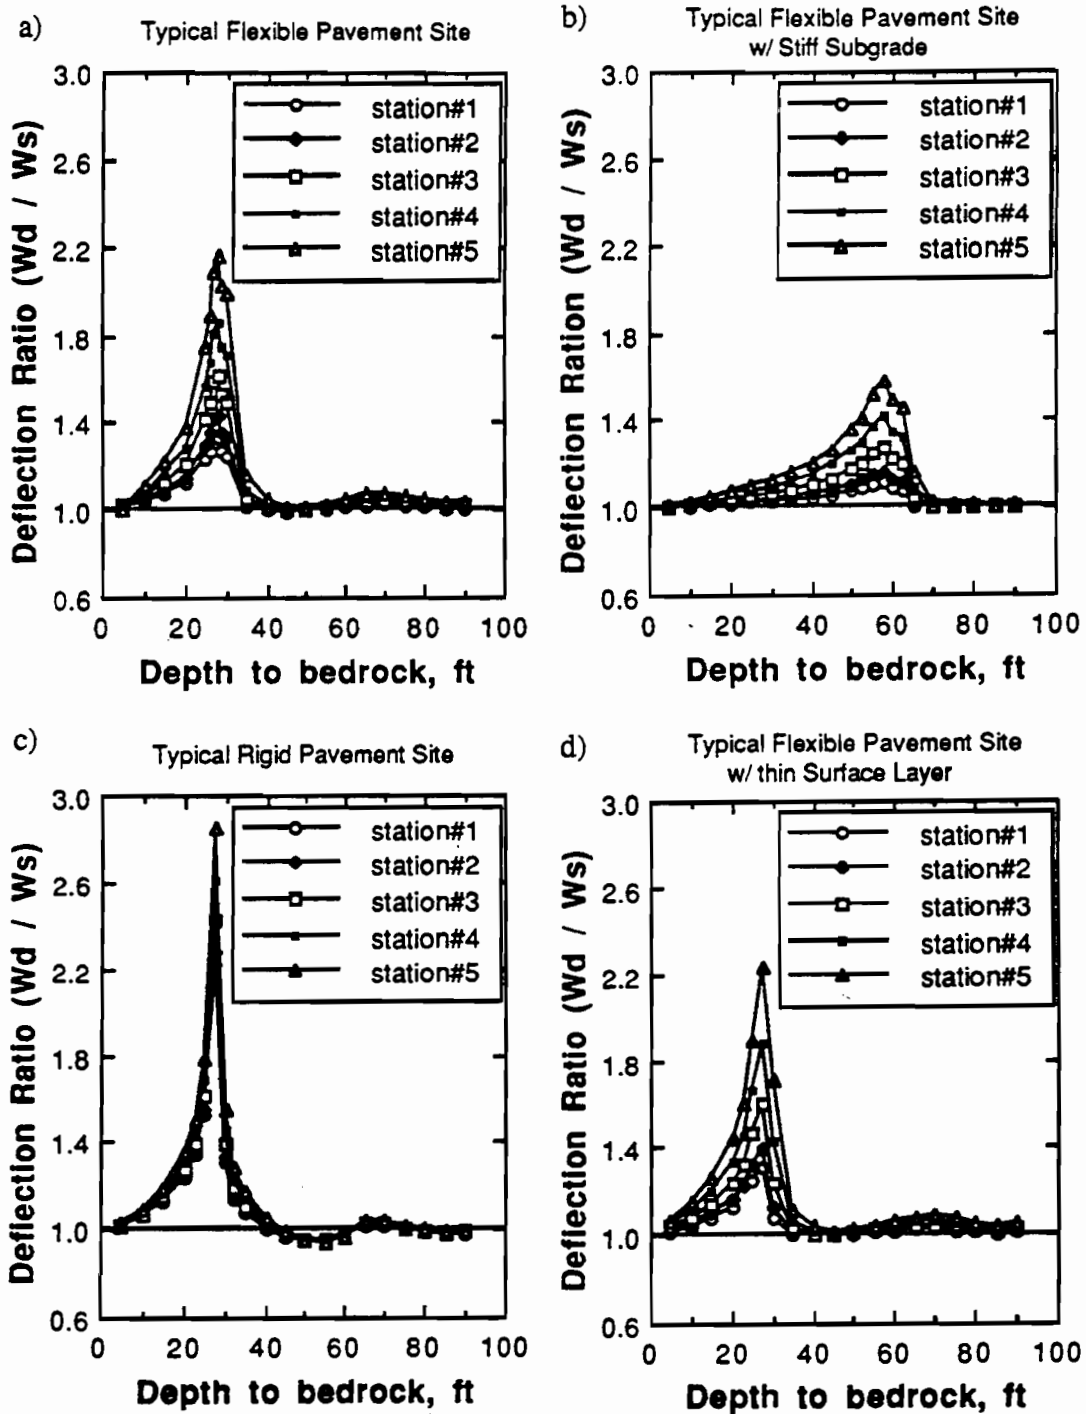 a)
Typical Flexible Pavement Site
Deflection Ratio (Wd / Ws)
3.0
2.6
2.2
1.8
1.4
1.0
0.6
station#1
station#2
station#3
station#4
station#5
0 20 40 60 80 100
Depth to bedrock, ft
b)
Typical Flexible Pavement Site
w/ Stiff Subgrade
Deflection Ration (Wd / Ws)
3.0
2.6
2.2
1.8
1.4
1.0
0.6
station#1
station#2
station#3
station#4
station#5
0 20 40 60 80 100
Depth to bedrock, ft
c)
Typical Rigid Pavement Site
Deflection Ratio (Wd / Ws)
3.0
2.6
2.2
1.8
1.4
1.0
0.6
station#1
station#2
station#3
station#4
station#5
0 20 40 60 80 100
Depth to bedrock, ft
d)
Typical Flexible Pavement Site
w/ thin Surface Layer
Deflection Ratio (Wd / Ws)
3.0
2.6
2.2
1.8
1.4
1.0
0.6
station#1
station#2
station#3
station#4
station#5
0 20 40 60 80 100
Depth to bedrock, ft